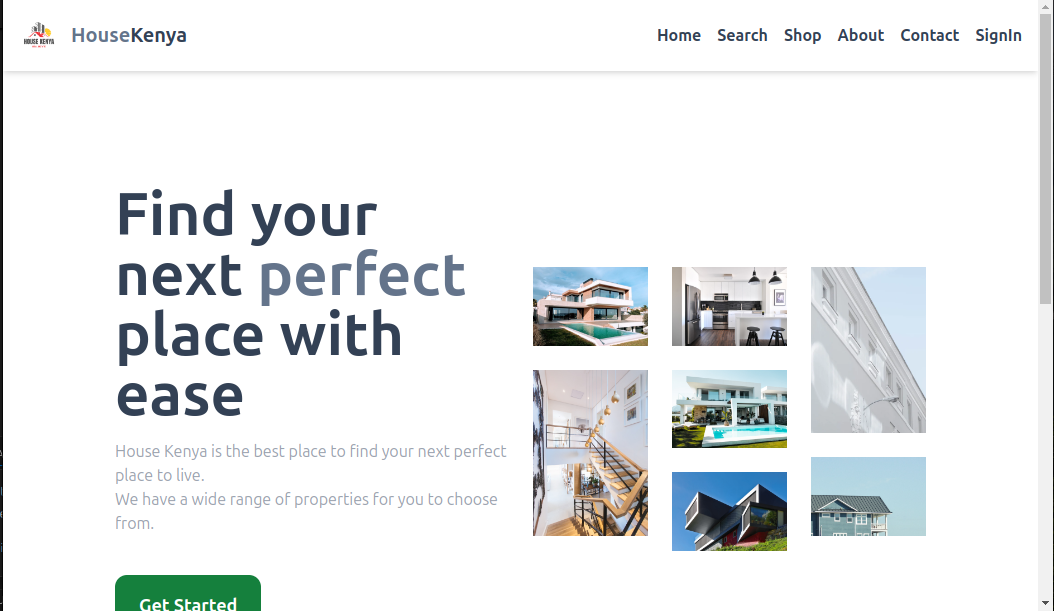 HOUSE KENYA
HouseKenya
Home Search Shop About Contact SignIn
Find your
next perfect
place with
ease
House Kenya is the best place to find your next perfect
place to live.
We have a wide range of properties for you to choose
from.
Get Started